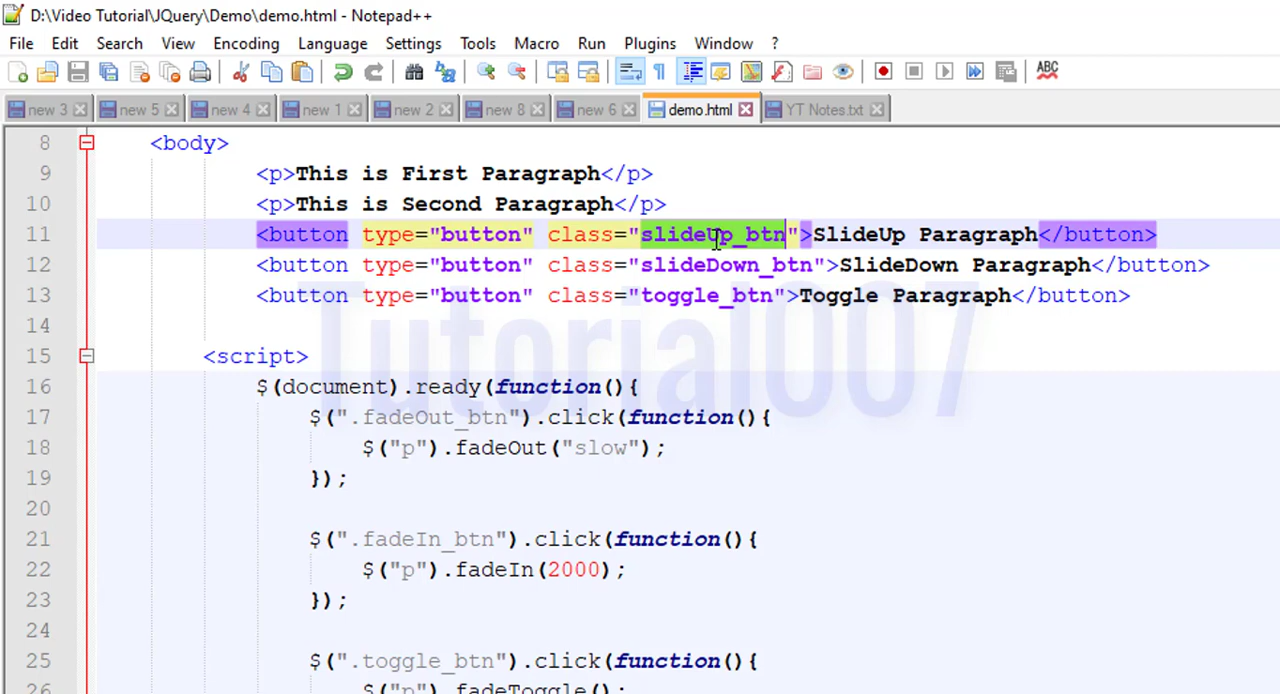 D:\Video Tutorial\JQuery\Demo\demo.html - Notepad++
File Edit Search View Encoding Language Settings Tools Macro Run Plugins Window ?
ABC
new 3 new 5 new 4 new 1 new 2 new 8 new 6 demo.html YT Notes.txt
8 <body>
9 <p>This is First Paragraph</p>
10 <p>This is Second Paragraph</p>
11 <button type="button" class="slideUp_btn">SlideUp Paragraph</button>
12 <button type="button" class="slideDown_btn">SlideDown Paragraph</button>
13 <button type="button" class="toggle_btn">Toggle Paragraph</button>
14
Tutorial007
15 <script>
16 $(document).ready(function(){
17 $(".fadeOut_btn").click(function(){
18 $("p").fadeOut("slow");
19 });
20
21 $(".fadeIn_btn").click(function(){
22 $("p").fadeIn(2000);
23 });
24
25 $(".toggle_btn").click(function(){
26 $("p").fadeToggle();